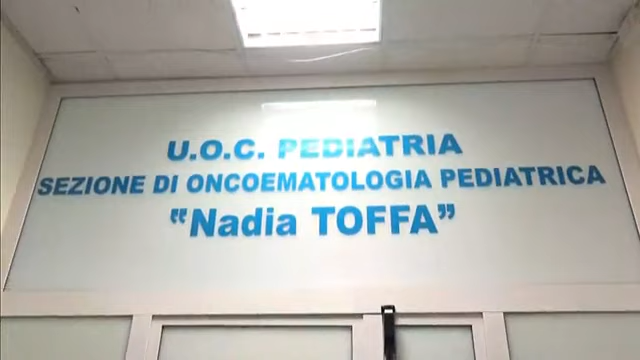 U.O.C. PEDIATRIA
SEZIONE DI ONCOEMATOLOGIA PEDIATRICA
"Nadia TOFFA"